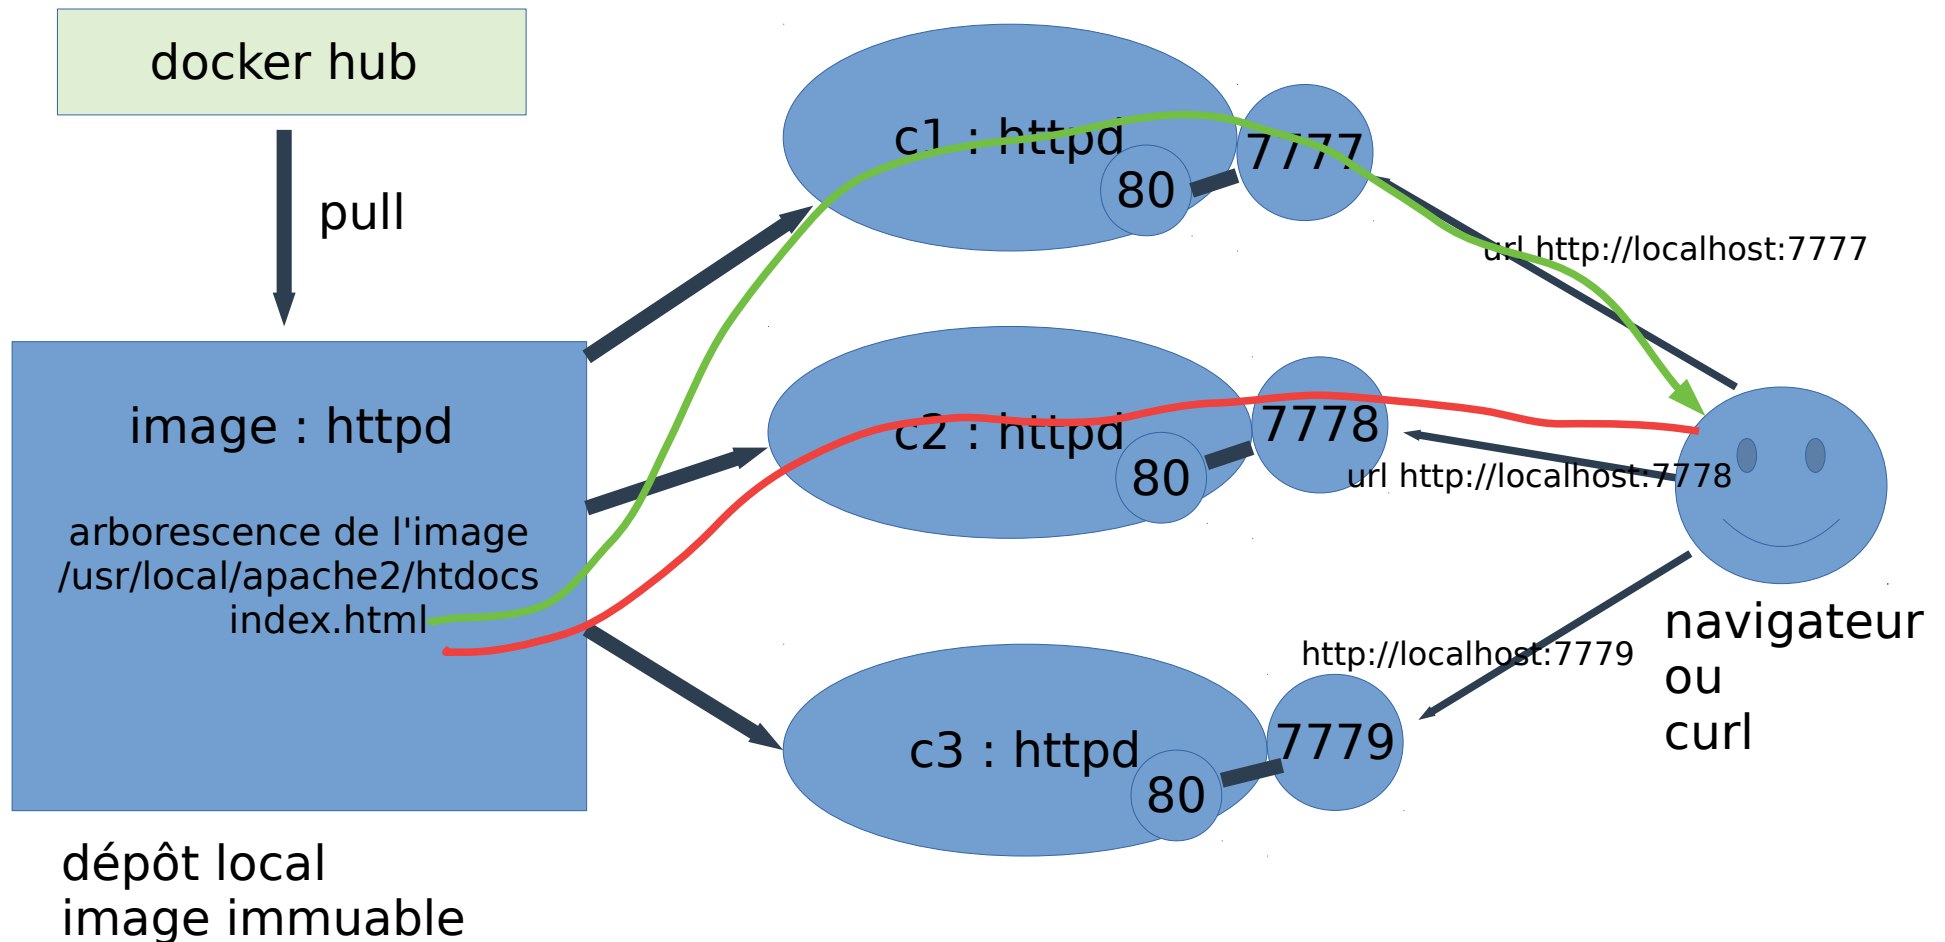 docker hub
pull
image : httpd
arborescence de l'image
/usr/local/apache2/htdocs
index.html
dépôt local
image immuable
c1 : httpd
80
7777
url http://localhost:7777
c2 : httpd
80
7778
url http://localhost:7778
c3 : httpd
80
7779
http://localhost:7779
navigateur
ou
curl